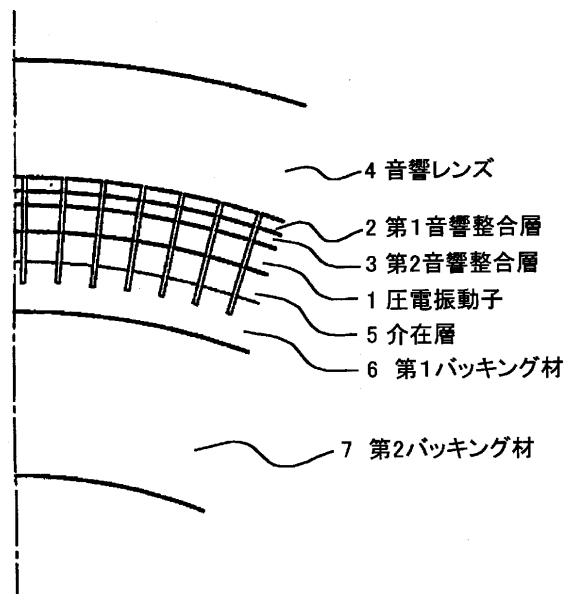 4 音響レンズ
2 第1音響整合層
3 第2音響整合層
1 圧電振動子
5 介在層
6 第1バッキング材
7 第2バッキング材